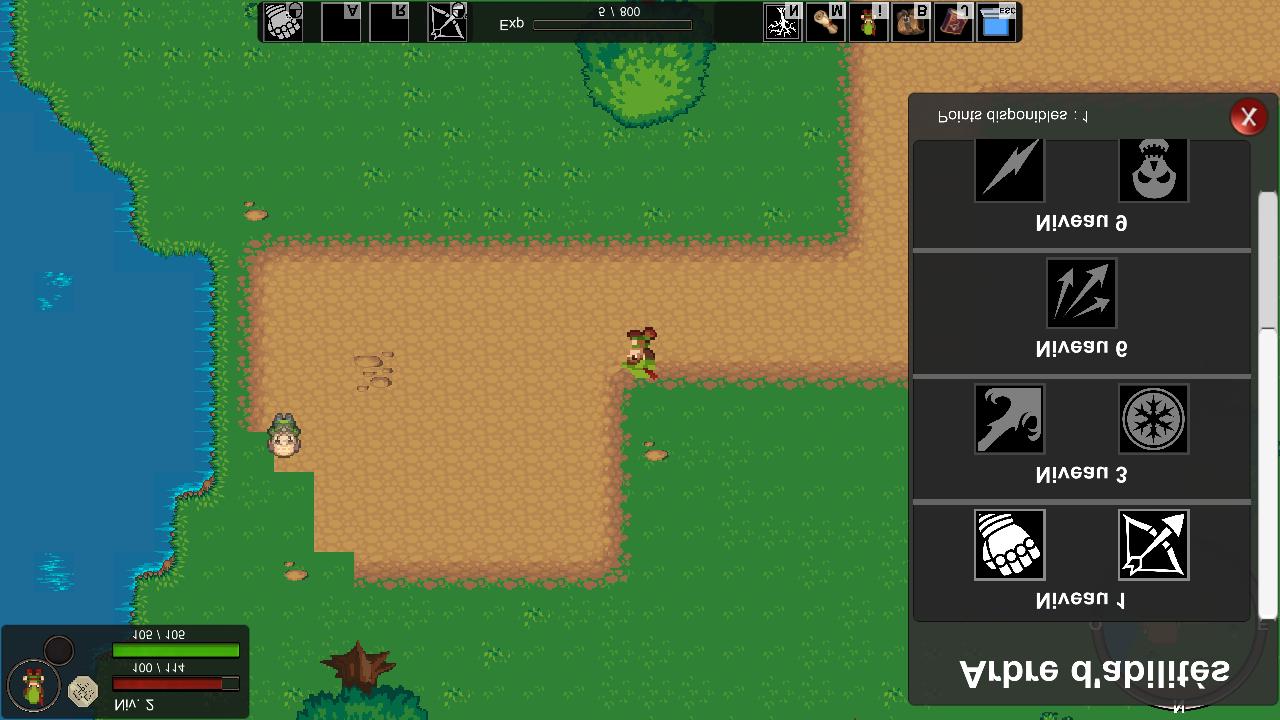 Arbre d'abilités
Niveau 1
Niveau 3
Niveau 6
Niveau 9
Points disponibles : 1
X
Niv. 2
100 / 114
105 / 105
N
E
O
A
R
Exp
5 / 800
N
M
I
B
J
esc